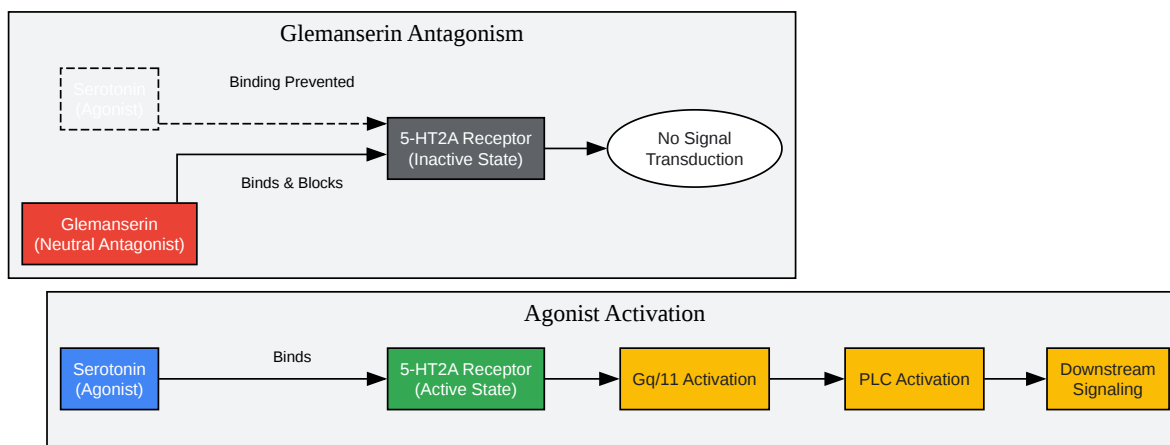 Glemanserin Antagonism
Serotonin
(Agonist)
Binding Prevented
5-HT2A Receptor
(Inactive State)
No Signal
Transduction
Binds & Blocks
Glemanserin
(Neutral Antagonist)
Agonist Activation
Serotonin
(Agonist)
Binds
5-HT2A Receptor
(Active State)
Gq/11 Activation
PLC Activation
Downstream
Signaling